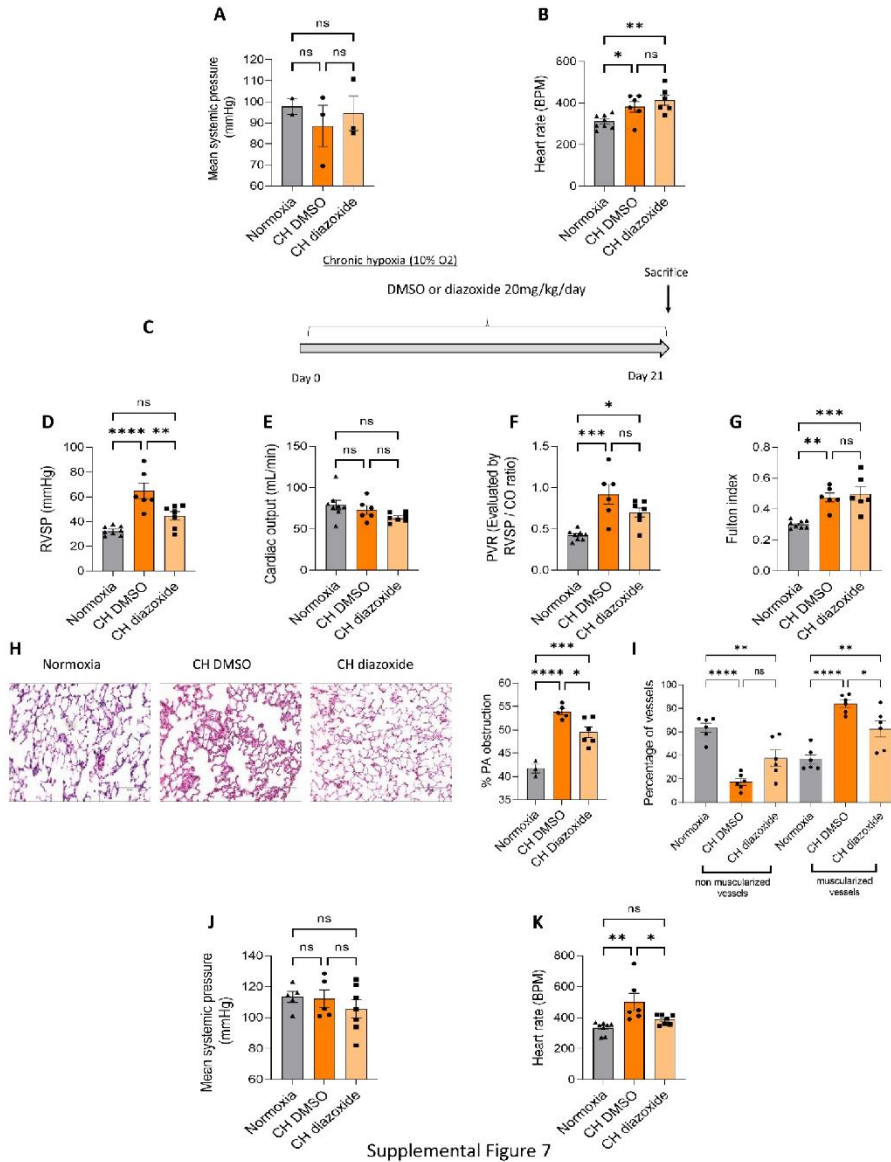 A
ns
ns
ns
Mean systemic pressure
(mmHg)
120
110
100
90
80
70
60
Normoxia
CH DMSO
CH diazoxide
B
**
*
ns
Heart rate (BPM)
600
400
200
0
Normoxia
CH DMSO
CH diazoxide
Chronic hypoxia (10% O2)
Sacrifice
DMSO or diazoxide 20mg/kg/day
C
Day 0
Day 21
D
ns
****
**
RVSP (mmHg)
100
80
60
40
20
0
Normoxia
CH DMSO
CH diazoxide
E
ns
ns
ns
Cardiac output (mL/min)
150
100
50
0
Normoxia
CH DMSO
CH diazoxide
F
*
***
ns
PVR (Evaluated by
RVSP / CO ratio)
1.5
1.0
0.5
0.0
Normoxia
CH DMSO
CH diazoxide
G
***
**
ns
Fulton index
0.6
0.4
0.2
0.0
Normoxia
CH DMSO
CH diazoxide
H
Normoxia
CH DMSO
CH diazoxide
***
****
*
% PA obstruction
60
55
50
45
40
35
Normoxia
CH DMSO
CH Diazoxide
I
**
**
****
ns
****
*
Percentage of vessels
100
80
60
40
20
0
Normoxia
CH DMSO
CH diazoxide
Normoxia
CH DMSO
CH diazoxide
non muscularized
vessels
muscularized
vessels
J
ns
ns
ns
Mean systemic pressure
(mmHg)
140
120
100
80
60
Normoxia
CH DMSO
CH diazoxide
K
ns
**
*
Heart rate (BPM)
800
600
400
200
0
Normoxia
CH DMSO
CH diazoxide
Supplemental Figure 7